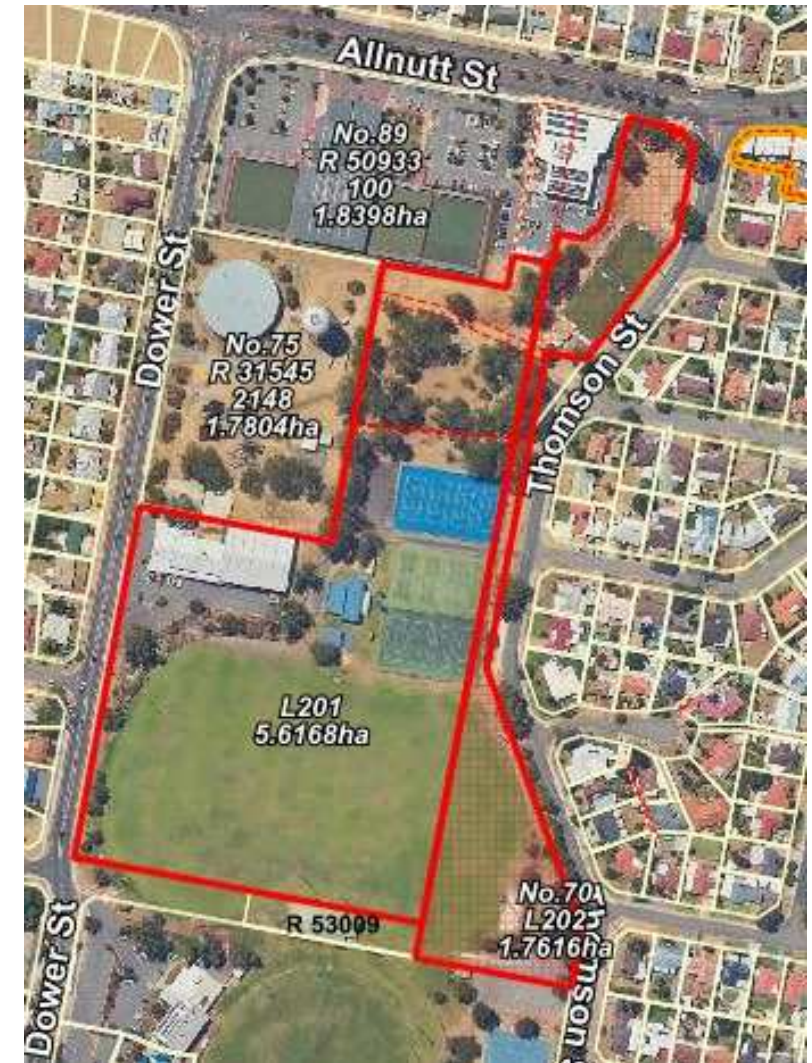 Allnutt St
No.89
R 50933
100
1.8398ha
Dower St
No.75
R 31545
2148
1.7804ha
Thomson St
L201
5.6168ha
No.70
L202
1.7616ha
R 53009
Dower St